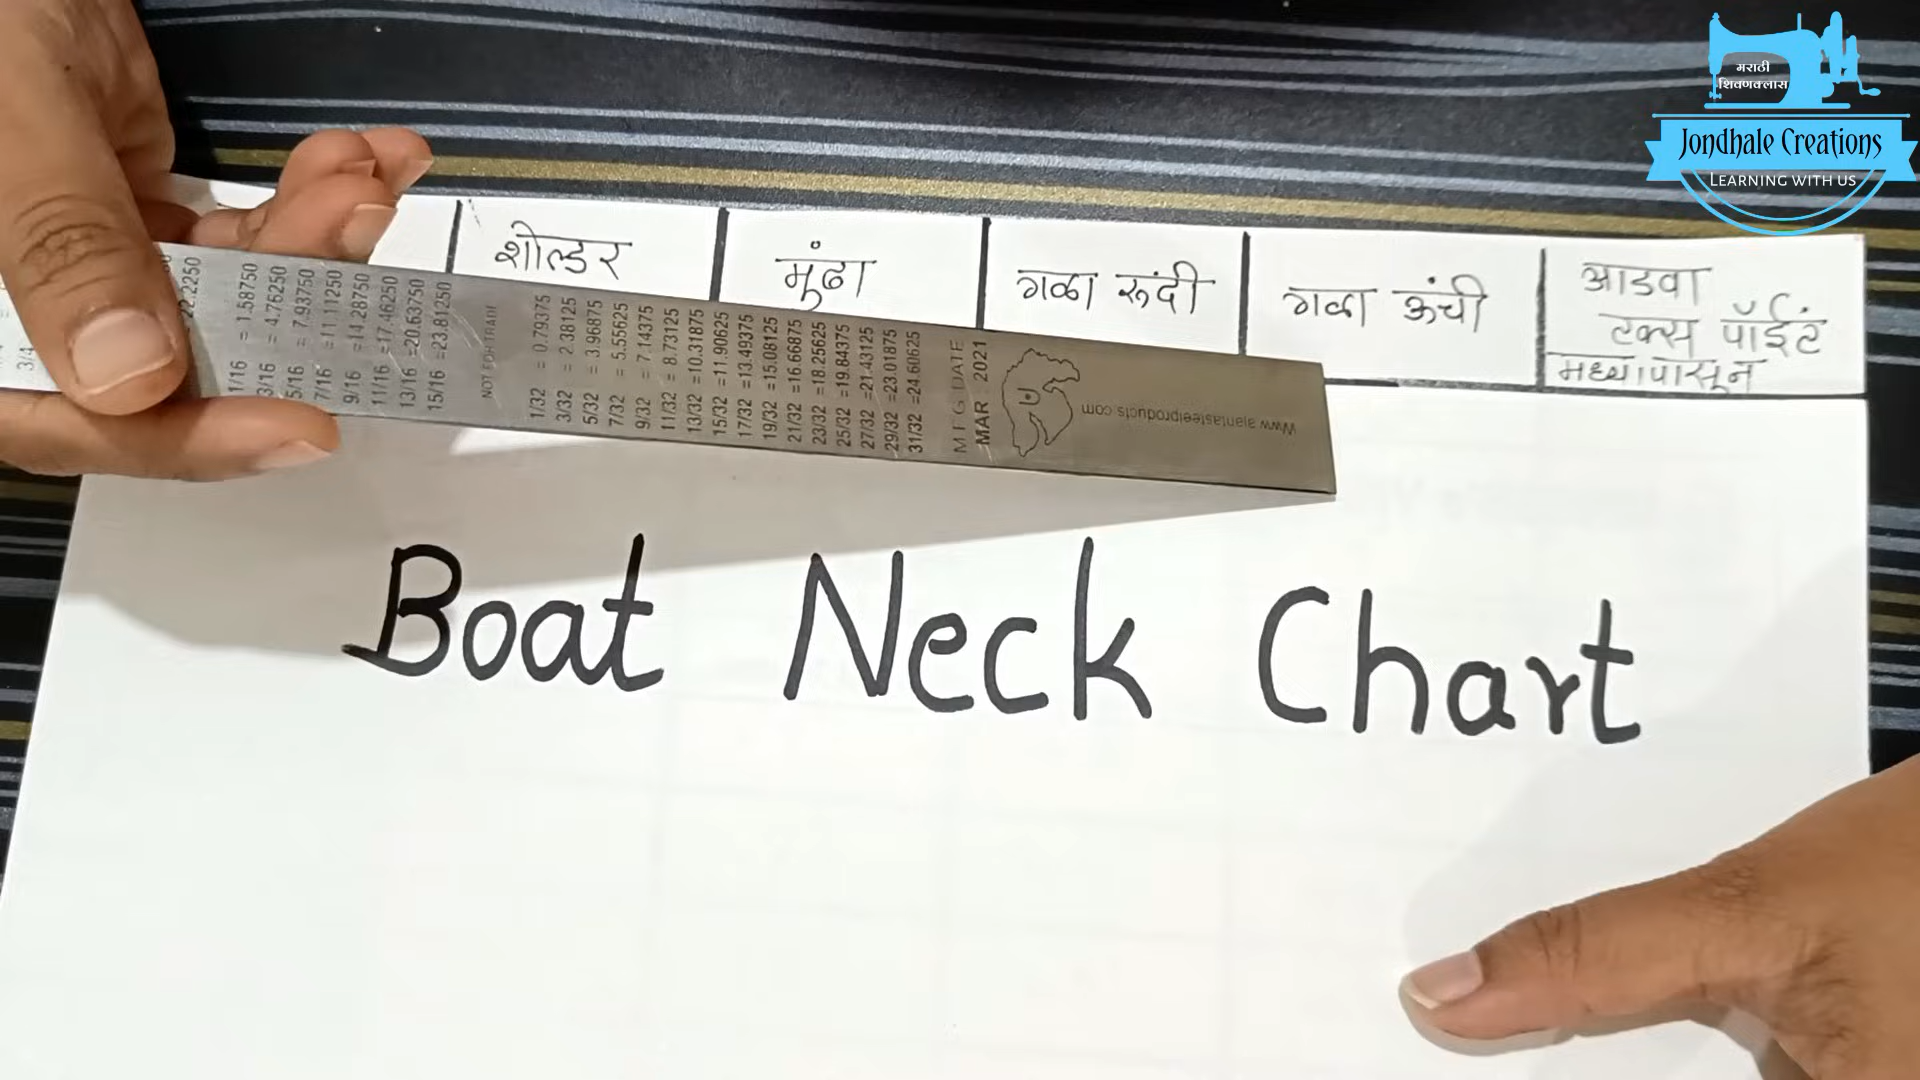 मराठी
शिवणक्लास
Jondhale Creations
LEARNING WITH US
शोल्डर
मुंढा
गळा रुंदी
गळा ऊंची
आडवा
टक्स पॉईंट
मध्यापासून
3/4
22.2250
1/16 = 1.58750
3/16 = 4.76250
5/16 = 7.93750
7/16 =11.11250
9/16 =14.28750
11/16 =17.46250
13/16 =20.63750
15/16 =23.81250
NOT FOR TRADE
1/32 = 0.79375
3/32 = 2.38125
5/32 = 3.96875
7/32 = 5.55625
9/32 = 7.14375
11/32 = 8.73125
13/32 =10.31875
15/32 =11.90625
17/32 =13.49375
19/32 =15.08125
21/32 =16.66875
23/32 =18.25625
25/32 =19.84375
27/32 =21.43125
29/32 =23.01875
31/32 =24.60625
MFG DATE
MAR 2021
www.ajantasteelproducts.com
Boat Neck Chart